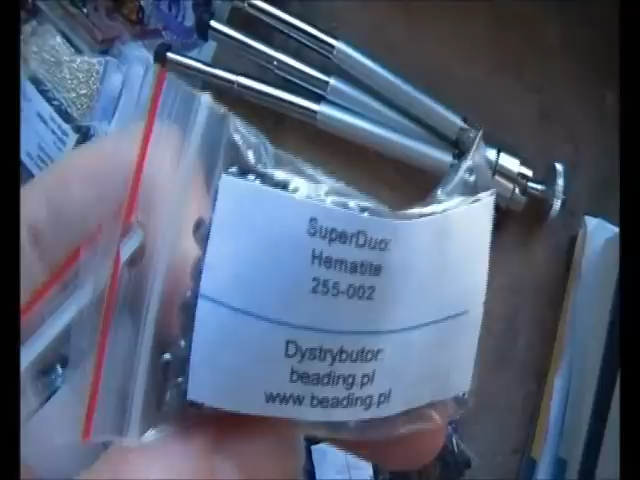 SuperDuo:
Hematite
255-002
Dystrybutor:
beading.pl
www.beading.pl